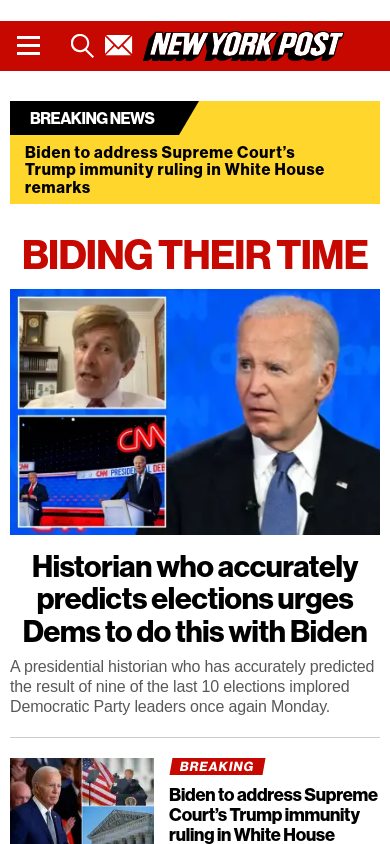 NEW YORK POST
BREAKING NEWS
Biden to address Supreme Court’s
Trump immunity ruling in White House
remarks
BIDING THEIR TIME
CNN
CNN PRESIDENTIAL DEB
Historian who accurately
predicts elections urges
Dems to do this with Biden
A presidential historian who has accurately predicted
the result of nine of the last 10 elections implored
Democratic Party leaders once again Monday.
BREAKING
Biden to address Supreme
Court’s Trump immunity
ruling in White House